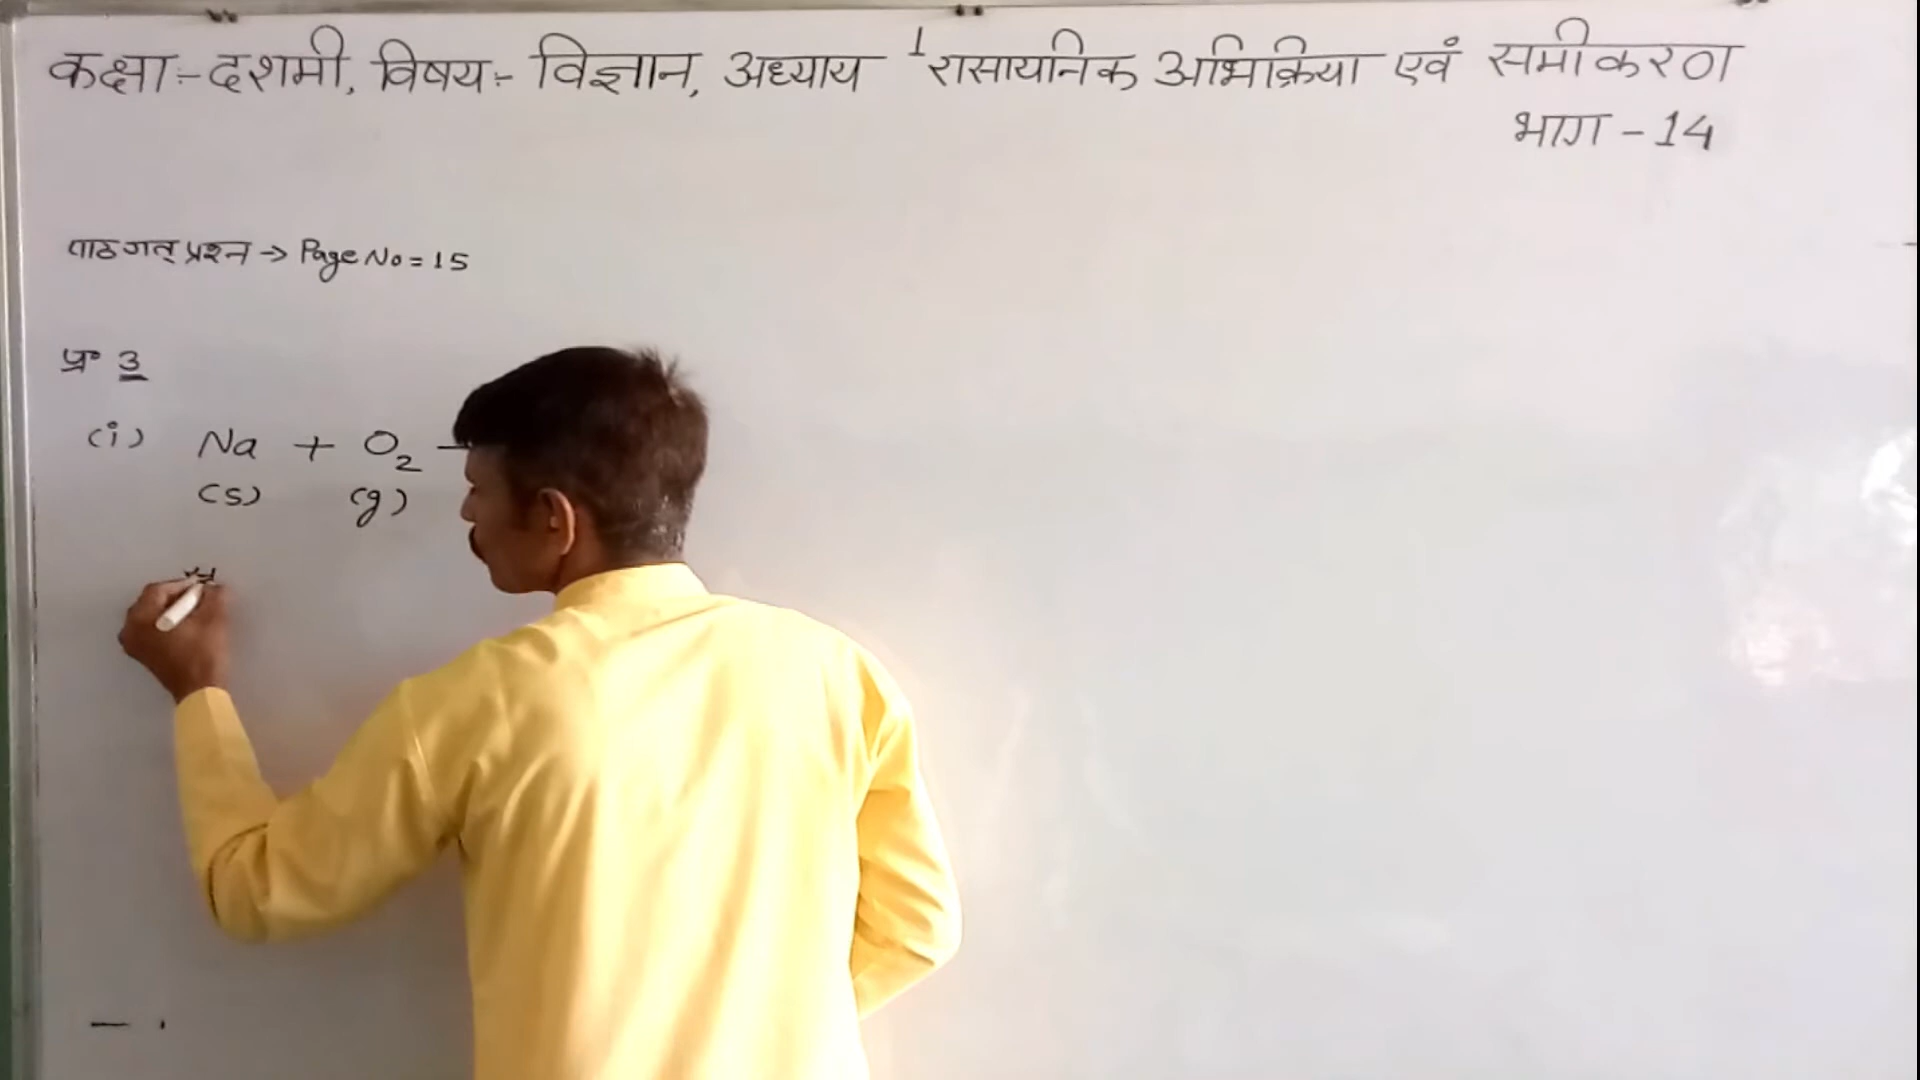 कक्षा:- दशमी, विषय:- विज्ञान, अध्याय 1 रासायनिक अभिक्रिया एवं समीकरण
भाग - 14
पाठगत् प्रश्न → Page No = 15
प्र० 3
(i) Na + O2 -
(s) (g)